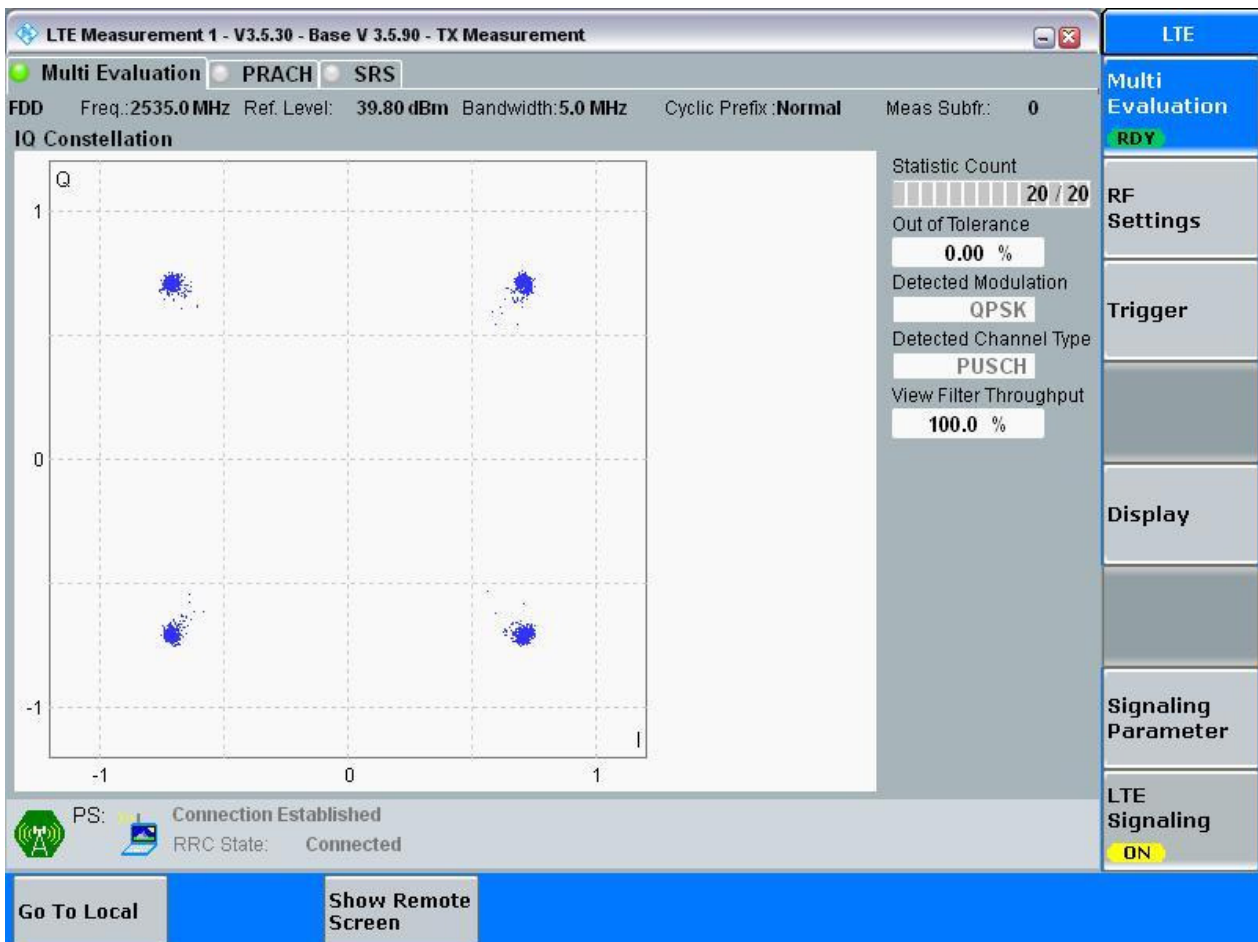 LTE Measurement 1 - V3.5.30 - Base V 3.5.90 - TX Measurement
Multi Evaluation PRACH SRS
FDD Freq.:2535.0 MHz Ref. Level: 39.80 dBm Bandwidth:5.0 MHz Cyclic Prefix :Normal Meas Subfr.: 0
IQ Constellation
Q
1
0
-1
I
-1 0 1
Statistic Count
20 / 20
Out of Tolerance
0.00 %
Detected Modulation
QPSK
Detected Channel Type
PUSCH
View Filter Throughput
100.0 %
PS: Connection Established
RRC State: Connected
LTE
Multi
Evaluation
RDY
RF
Settings
Trigger
Display
Signaling
Parameter
LTE
Signaling
ON
Go To Local
Show Remote
Screen